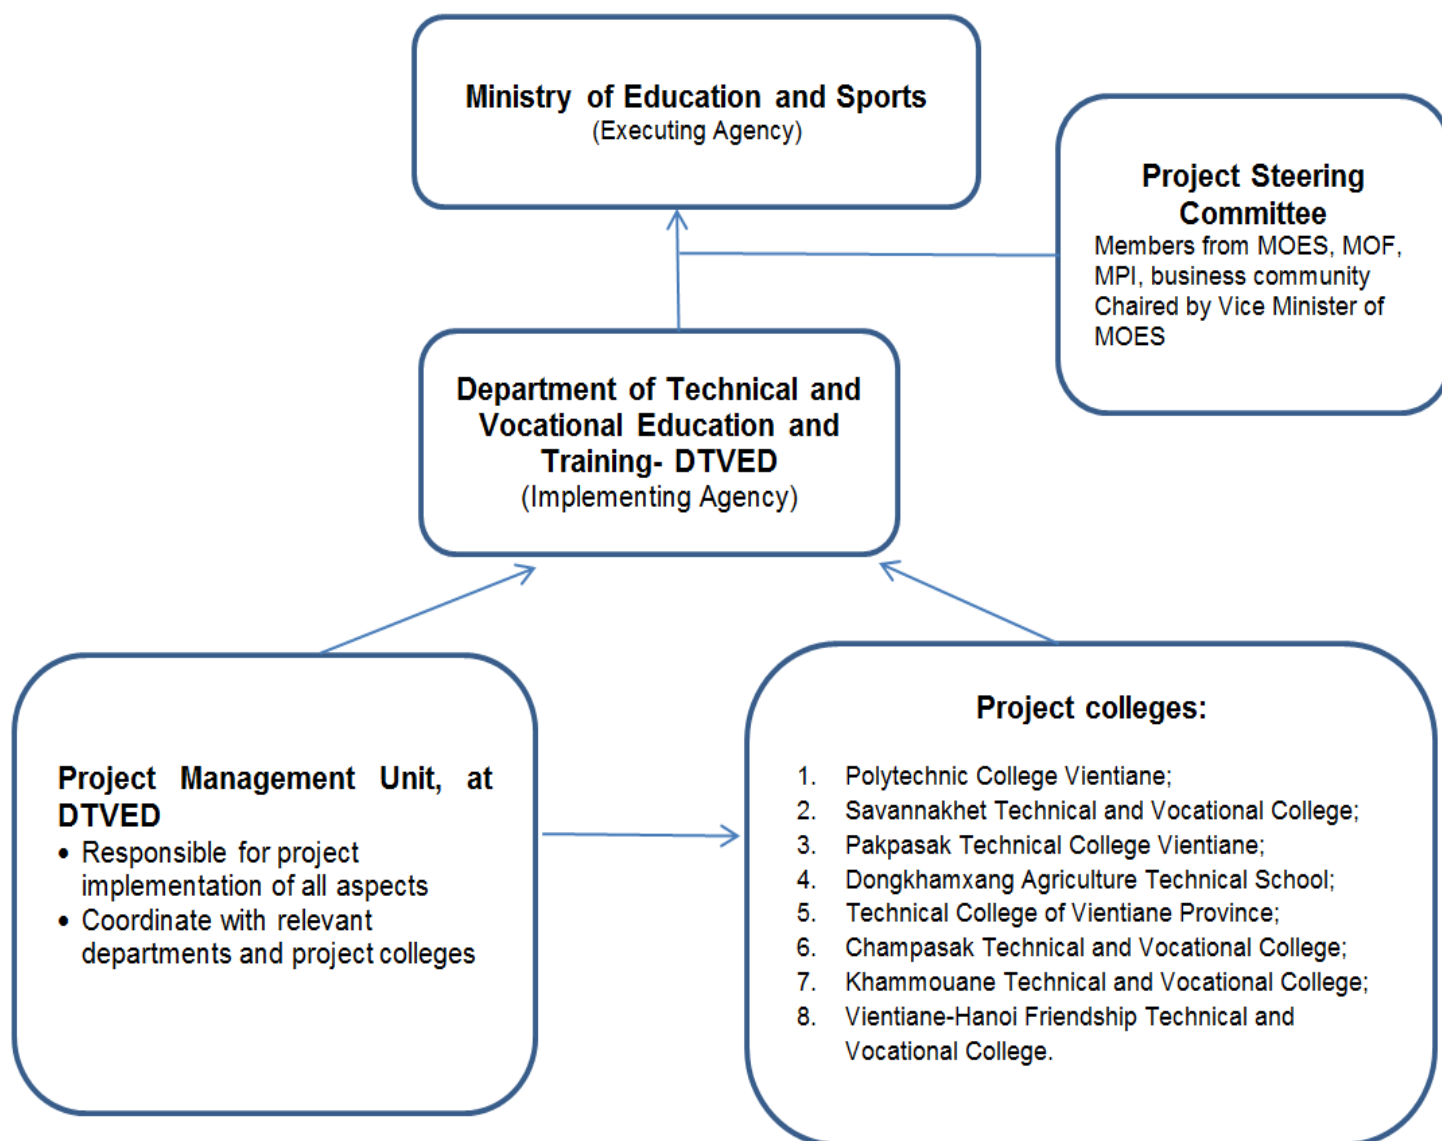 Ministry of Education and Sports
(Executing Agency)
Project Steering
Committee
Members from MOES, MOF,
MPI, business community
Chaired by Vice Minister of
MOES
Department of Technical and
Vocational Education and
Training- DTVED
(Implementing Agency)
Project Management Unit, at
DTVED
• Responsible for project
implementation of all aspects
• Coordinate with relevant
departments and project colleges
Project colleges:
1. Polytechnic College Vientiane;
2. Savannakhet Technical and Vocational College;
3. Pakpasak Technical College Vientiane;
4. Dongkhamxang Agriculture Technical School;
5. Technical College of Vientiane Province;
6. Champasak Technical and Vocational College;
7. Khammouane Technical and Vocational College;
8. Vientiane-Hanoi Friendship Technical and
Vocational College.